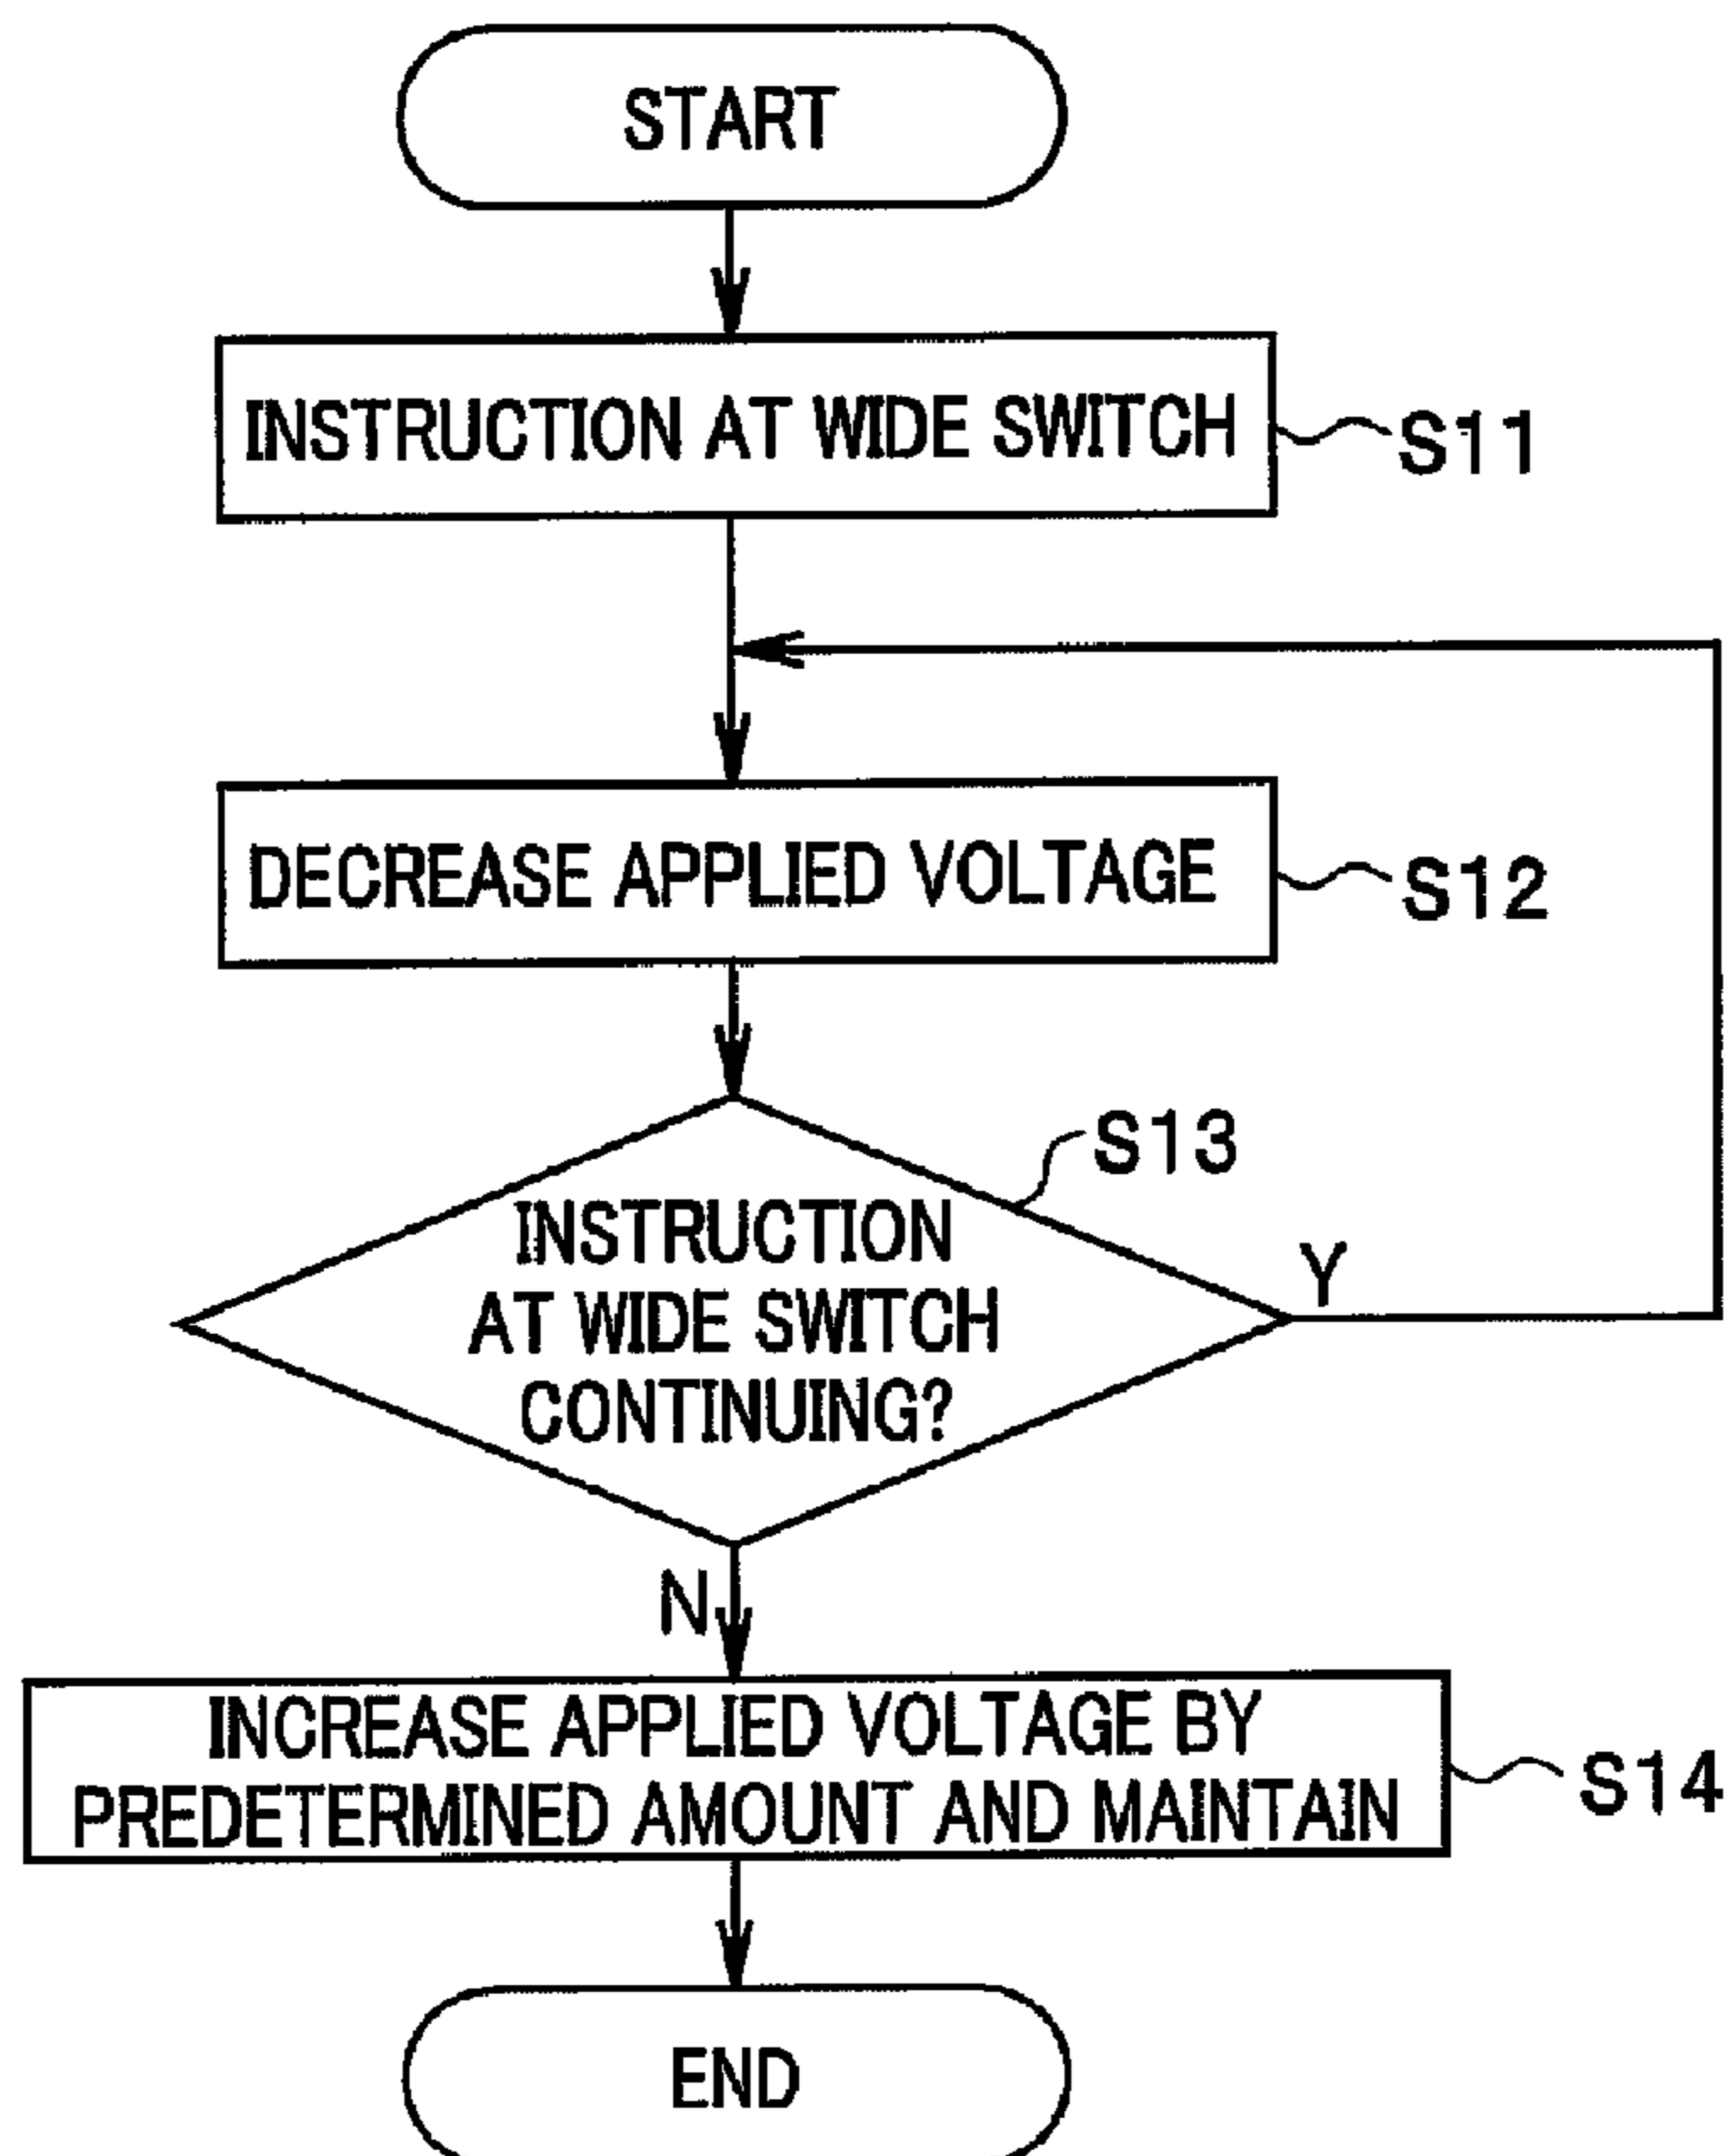 START
INSTRUCTION AT WIDE SWITCH
S11
DECREASE APPLIED VOLTAGE
S12
S13
INSTRUCTION
AT WIDE SWITCH
CONTINUING?
Y
N
INCREASE APPLIED VOLTAGE BY
PREDETERMINED AMOUNT AND MAINTAIN
S14
END